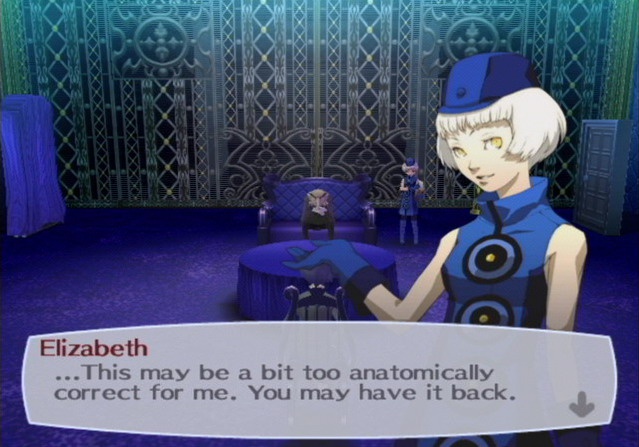 Elizabeth
...This may be a bit too anatomically
correct for me. You may have it back.